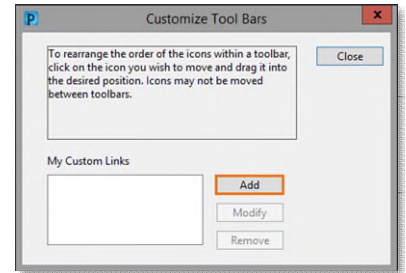 P
Customize Tool Bars
x
To rearrange the order of the icons within a toolbar,
click on the icon you wish to move and drag it into
the desired position. Icons may not be moved
between toolbars.
Close
My Custom Links
Add
Modify
Remove